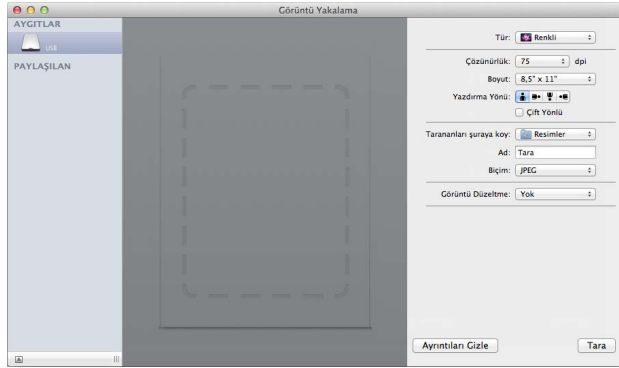 Görüntü Yakalama
AYGITLAR
USB
PAYLAŞILAN
Tür: Renkli
Çözünürlük: 75 dpi
Boyut: 8,5" x 11"
Yazdırma Yönü:
Çift Yönlü
Tarananları şuraya koy: Resimler
Ad: Tara
Biçim: JPEG
Görüntü Düzeltme: Yok
Ayrıntıları Gizle Tara